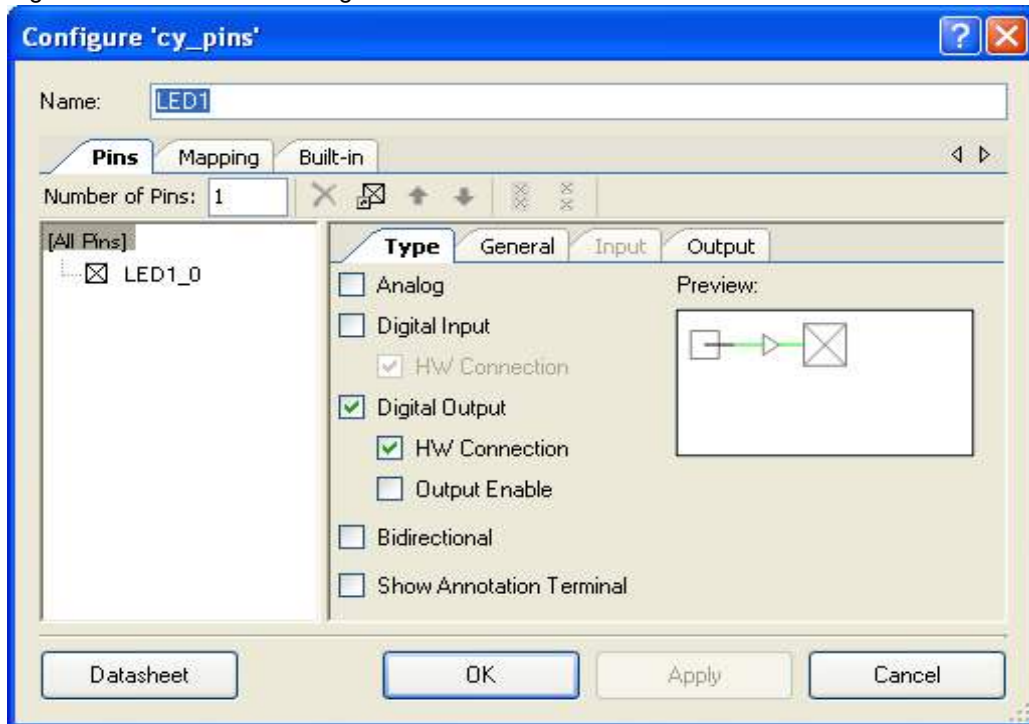 Configure 'cy_pins'
Name: LED1
Pins Mapping Built-in
Number of Pins: 1
[All Pins]
LED1_0
Type General Input Output
Analog
Digital Input
HW Connection
Digital Output
HW Connection
Output Enable
Bidirectional
Show Annotation Terminal
Preview:
Datasheet OK Apply Cancel